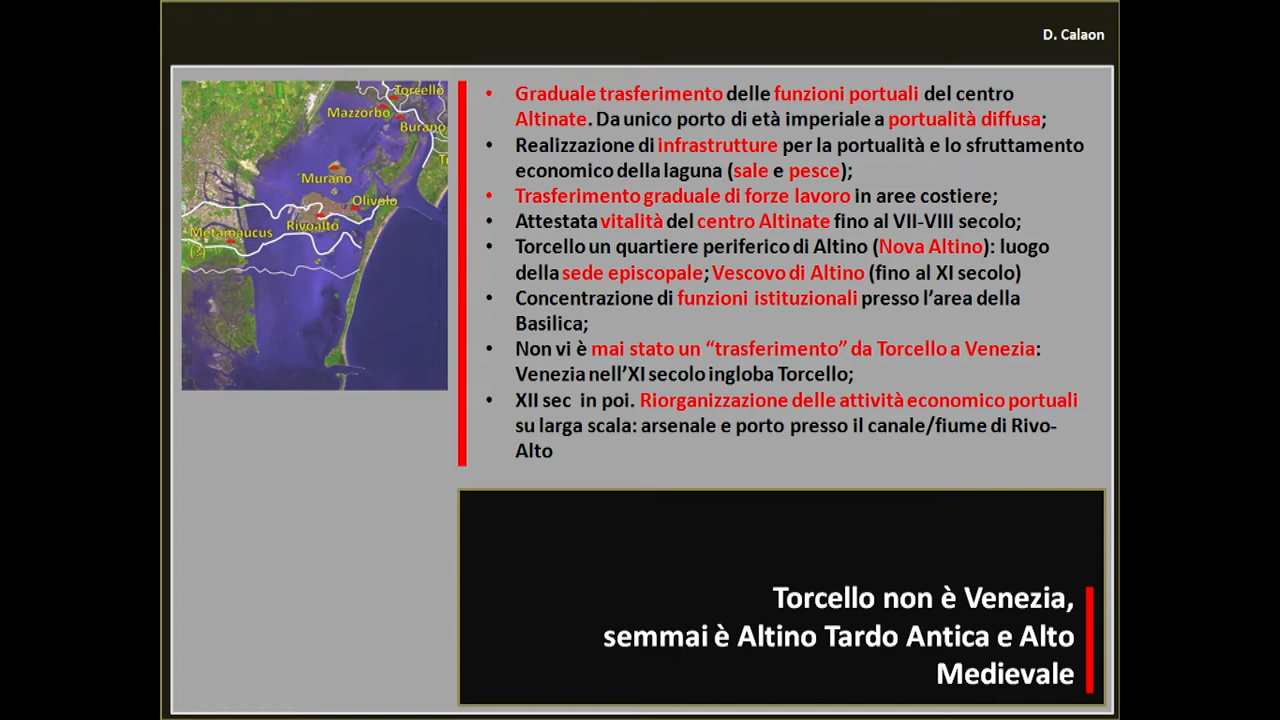 D. Calaon
Torcello
Mazzorbo
Burano
Murano
Olivolo
Rivoalto
Metamaucus
(?)
• Graduale trasferimento delle funzioni portuali del centro
Altinate. Da unico porto di età imperiale a portualità diffusa;
• Realizzazione di infrastrutture per la portualità e lo sfruttamento
economico della laguna (sale e pesce);
• Trasferimento graduale di forze lavoro in aree costiere;
• Attestata vitalità del centro Altinate fino al VII-VIII secolo;
• Torcello un quartiere periferico di Altino (Nova Altino): luogo
della sede episcopale; Vescovo di Altino (fino al XI secolo)
• Concentrazione di funzioni istituzionali presso l’area della
Basilica;
• Non vi è mai stato un “trasferimento” da Torcello a Venezia:
Venezia nell’XI secolo ingloba Torcello;
• XII sec in poi. Riorganizzazione delle attività economico portuali
su larga scala: arsenale e porto presso il canale/fiume di Rivo-
Alto
Torcello non è Venezia,
semmai è Altino Tardo Antica e Alto
Medievale